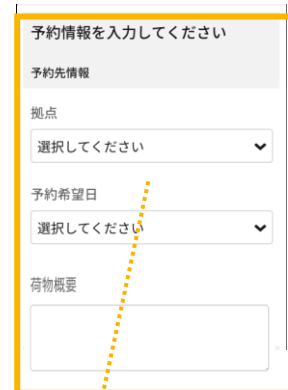 予約情報を入力してください
予約先情報
拠点
選択してください
予約希望日
選択してください
荷物概要